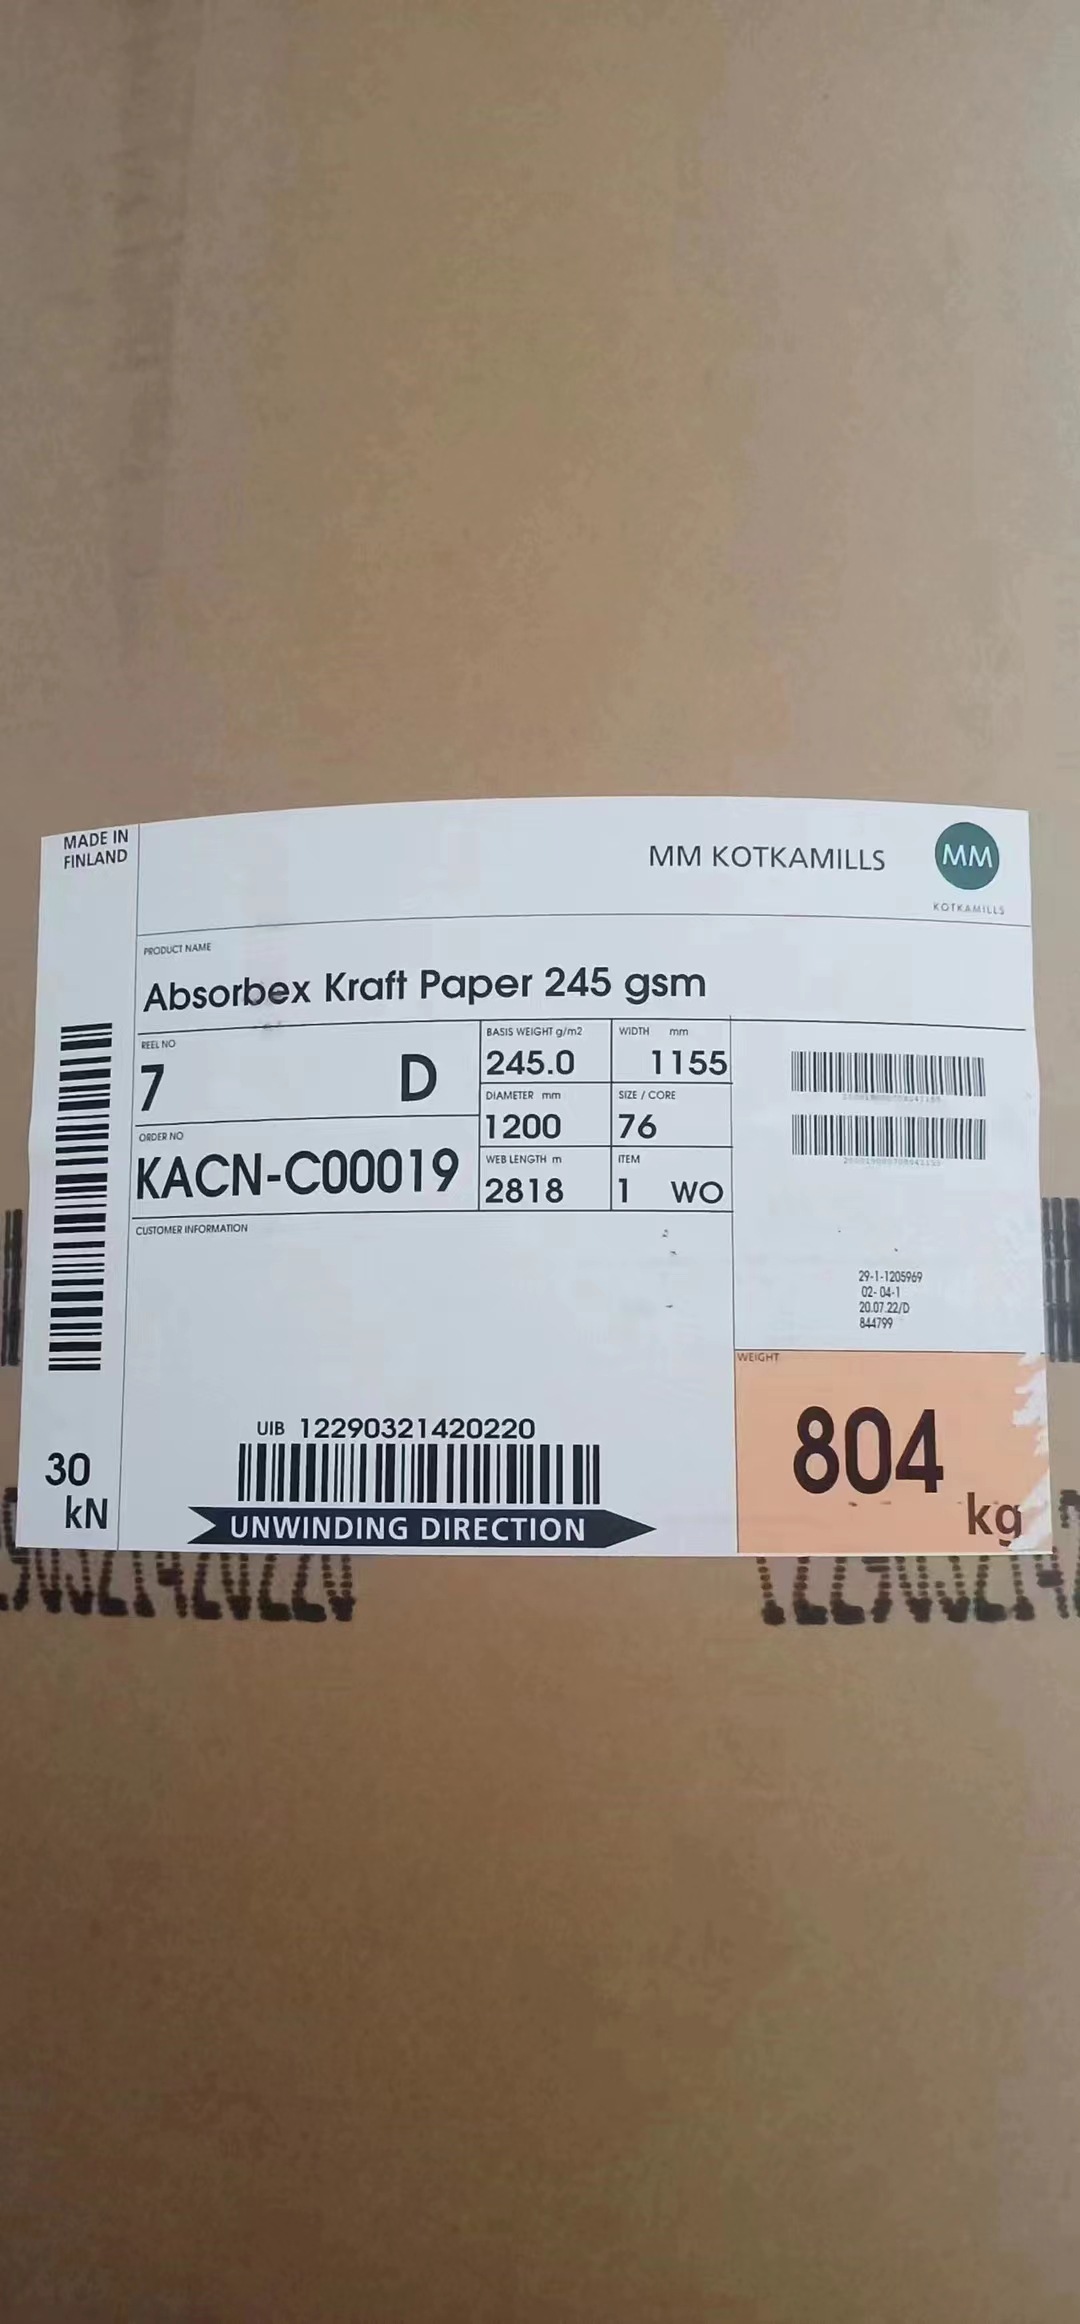 MADE IN
FINLAND
MM KOTKAMILLS
MM
KOTKAMILLS
PRODUCT NAME
Absorbex Kraft Paper 245 gsm
REEL NO
7 D
BASIS WEIGHT g/m2
245.0
WIDTH mm
1155
DIAMETER mm
1200
SIZE / CORE
76
ORDER NO
KACN-C00019
WEB LENGTH m
2818
ITEM
1 WO
CUSTOMER INFORMATION
29-1-1205969
02-04-1
20.07.22/D
844799
WEIGHT
804
kg
UIB 12290321420220
UNWINDING DIRECTION
30
kN